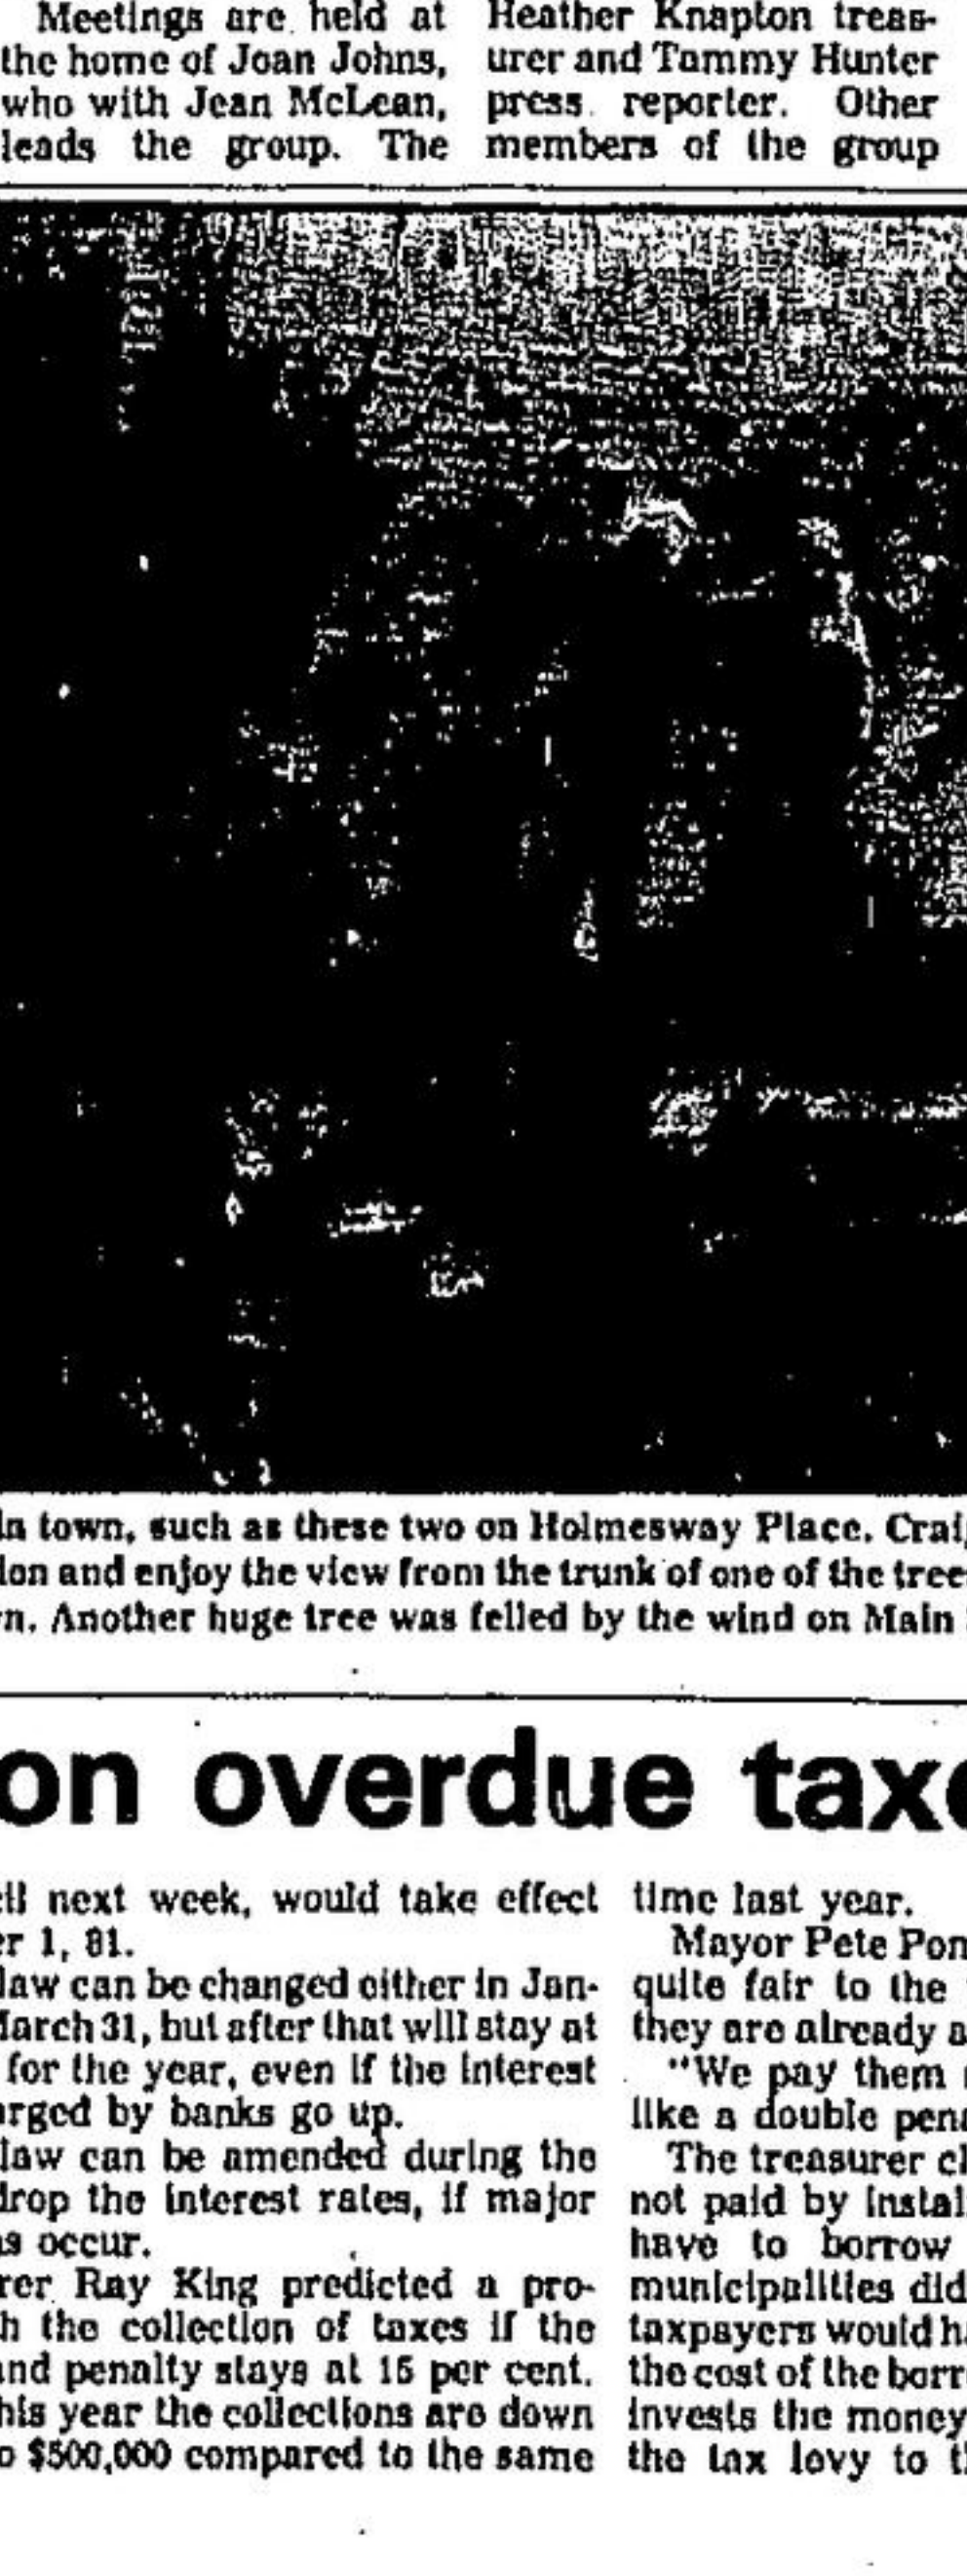 Meetings are held at
the home of Joan Johns,
who with Jean McLean,
leads the group. The
Heather Knapton treas-
urer and Tammy Hunter
press reporter. Other
members of the group
in town, such as these two on Holmesway Place. Crai
ion and enjoy the view from the trunk of one of the tree
n. Another huge tree was felled by the wind on Main
on overdue taxe
il next week, would take effect
r 1, 81.
law can be changed either in Jan-
March 31, but after that will stay at
for the year, even if the interest
arged by banks go up.
law can be amended during the
drop the interest rates, if major
s occur.
rer Ray King predicted a pro-
h the collection of taxes if the
and penalty stays at 15 per cent.
his year the collections are down
o $500,000 compared to the same
time last year.
Mayor Pete Pom
quite fair to the
they are already a
"We pay them
like a double pena
The treasurer cl
not paid by instal
have to borrow
municipalities did
taxpayers would ha
the cost of the borr
invests the money
the tax levy to t